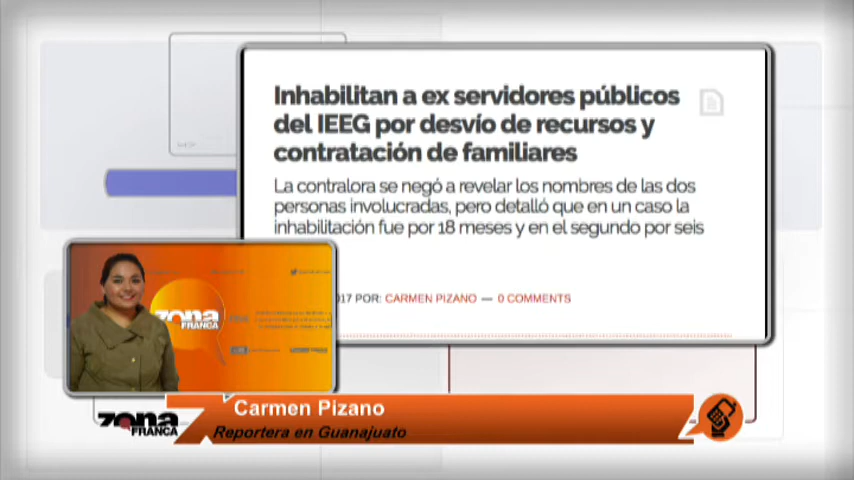 Inhabilitan a ex servidores públicos
del IEEG por desvío de recursos y
contratación de familiares
La contralora se negó a revelar los nombres de las dos
personas involucradas, pero detalló que en un caso la
inhabilitación fue por 18 meses y en el segundo por seis
017 POR: CARMEN PIZANO — 0 COMMENTS
zona
FRANCA
Carmen Pizano
zona
FRANCA
Reportera en Guanajuato